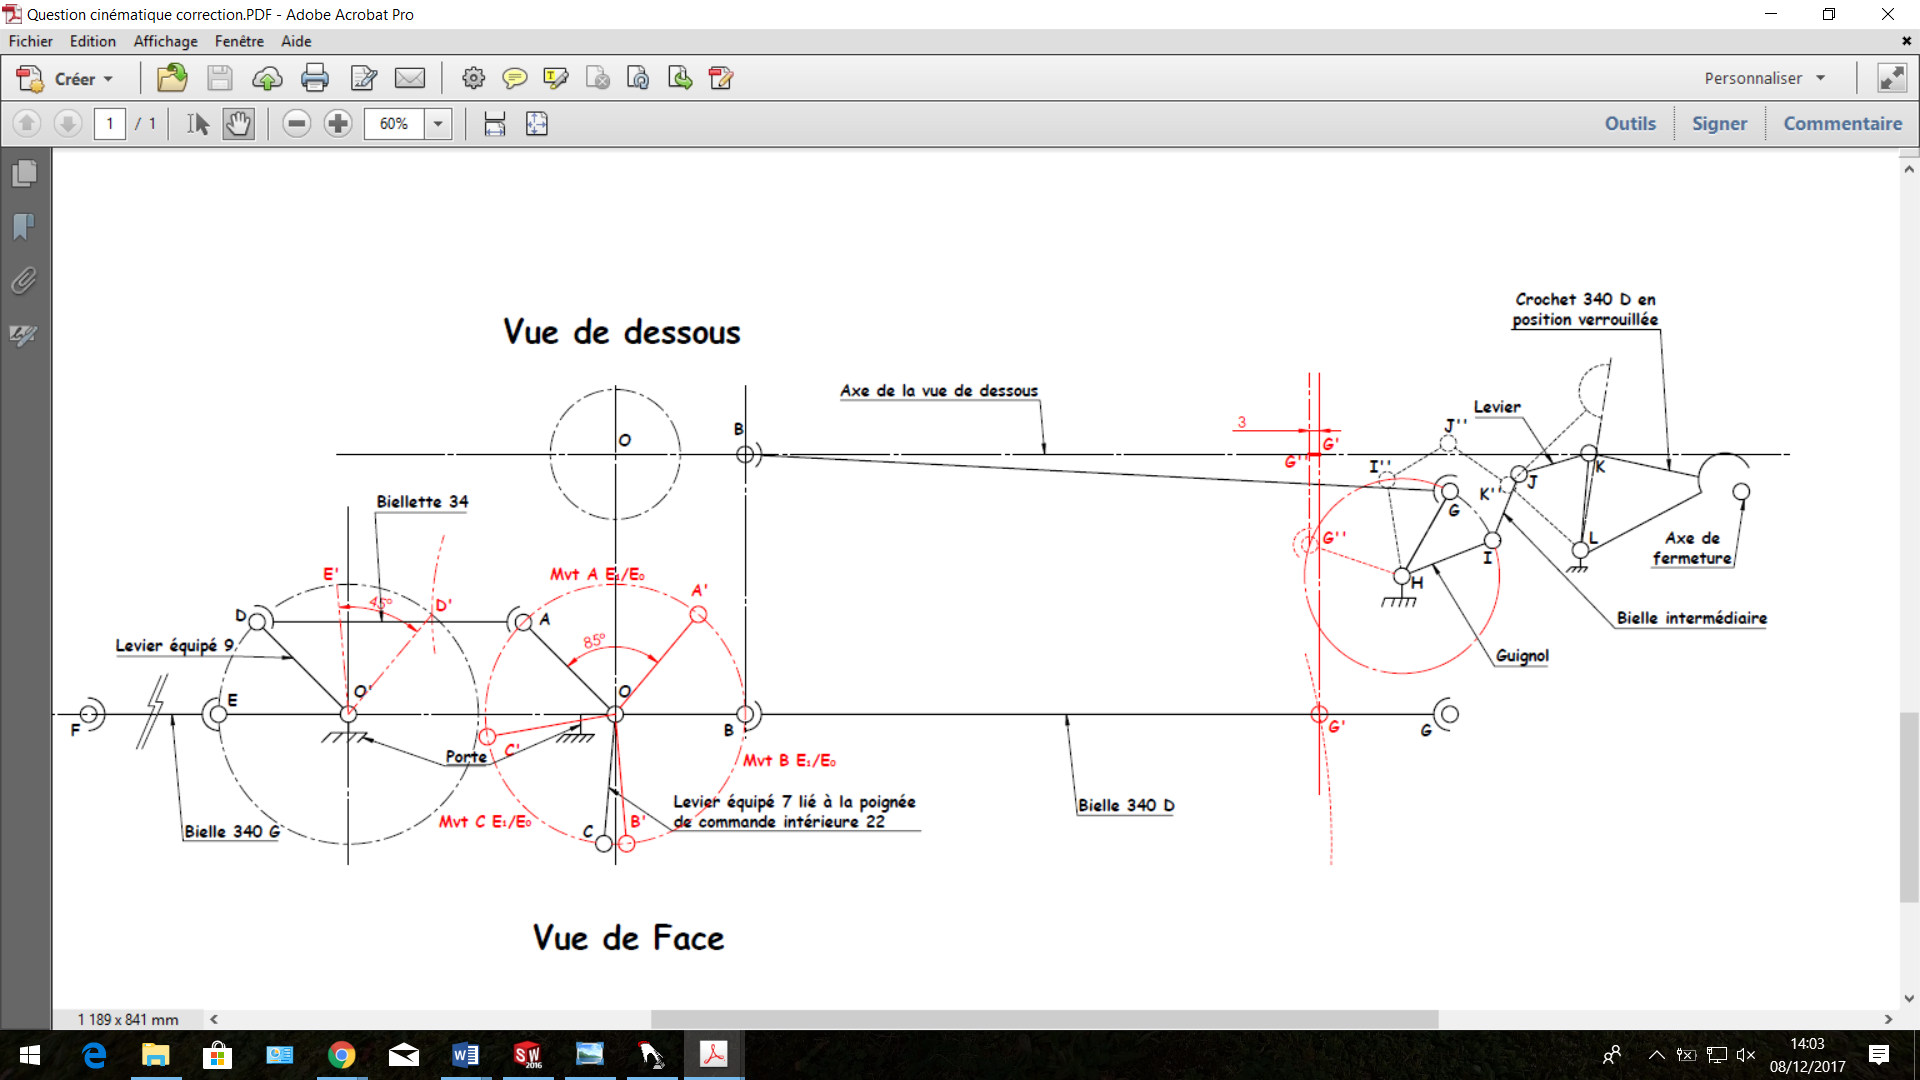 Question cinématique correction.PDF - Adobe Acrobat Pro
Fichier Edition Affichage Fenêtre Aide
Créer
Personnaliser
1 / 1
60%
Outils Signer Commentaire
Crochet 340 D en
position verrouillée
Vue de dessous
Axe de la vue de dessous
Levier
3
O
B
G'
G''
J''
I''
K
J
K'
Biellette 34
G
G''
L
I
Axe de
fermeture
H
E'
Mvt A E₁/E₀
A'
45°
D'
D
A
85°
Bielle intermédiaire
Levier équipé 9
Guignol
O'
O
E
F
B
G'
G
C'
Porte
Mvt B E₁/E₀
Levier équipé 7 lié à la poignée
de commande intérieure 22
Bielle 340 D
Mvt C E₁/E₀
B'
C
Bielle 340 G
Vue de Face
1 189 x 841 mm
SW
2016
14:03
08/12/2017